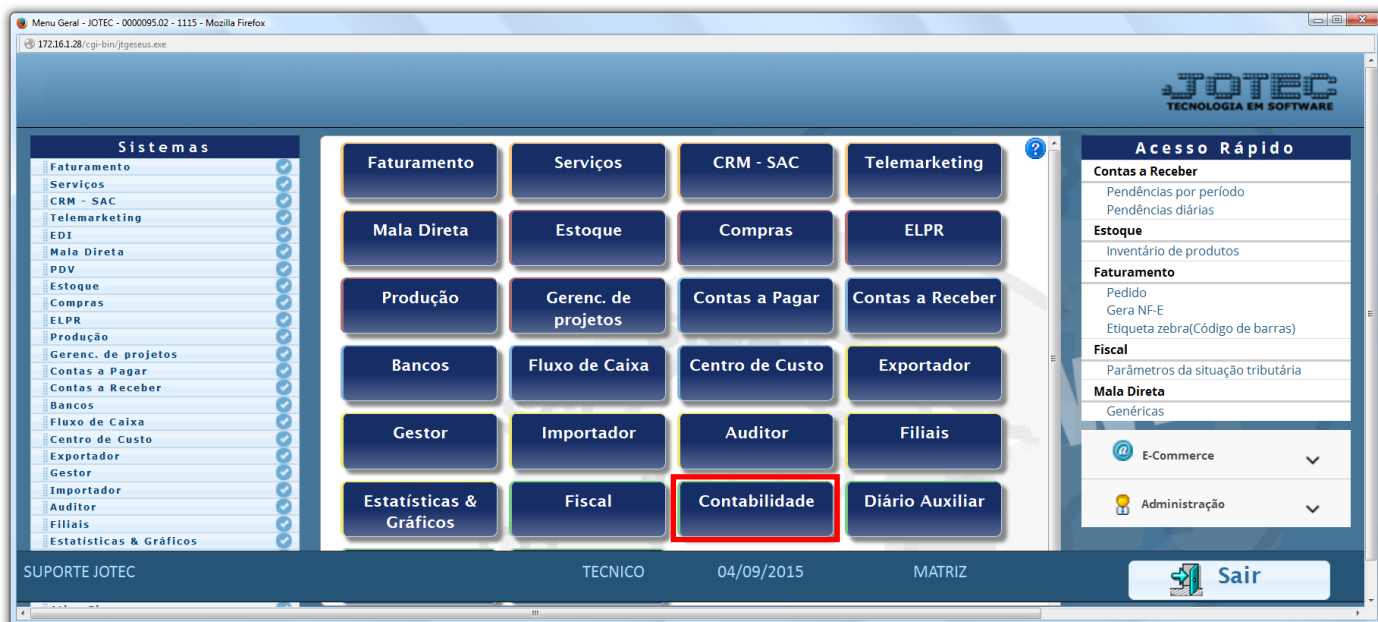 Menu Geral - JOTEC - 0000095.02 - 1115 - Mozilla Firefox
172.16.1.28/cgi-bin/jtgeseus.exe
JOTEC
TECNOLOGIA EM SOFTWARE
Sistemas
Faturamento
Serviços
CRM - SAC
Telemarketing
EDI
Mala Direta
PDV
Estoque
Compras
ELPR
Produção
Gerenc. de projetos
Contas a Pagar
Contas a Receber
Bancos
Fluxo de Caixa
Centro de Custo
Exportador
Gestor
Importador
Auditor
Filiais
Estatísticas & Gráficos
Faturamento
Serviços
CRM - SAC
Telemarketing
Mala Direta
Estoque
Compras
ELPR
Produção
Gerenc. de
projetos
Contas a Pagar
Contas a Receber
Bancos
Fluxo de Caixa
Centro de Custo
Exportador
Gestor
Importador
Auditor
Filiais
Estatísticas &
Gráficos
Fiscal
Contabilidade
Diário Auxiliar
?
Acesso Rápido
Contas a Receber
Pendências por período
Pendências diárias
Estoque
Inventário de produtos
Faturamento
Pedido
Gera NF-E
Etiqueta zebra(Código de barras)
Fiscal
Parâmetros da situação tributária
Mala Direta
Genéricas
@ E-Commerce
Administração
SUPORTE JOTEC
TECNICO
04/09/2015
MATRIZ
Sair